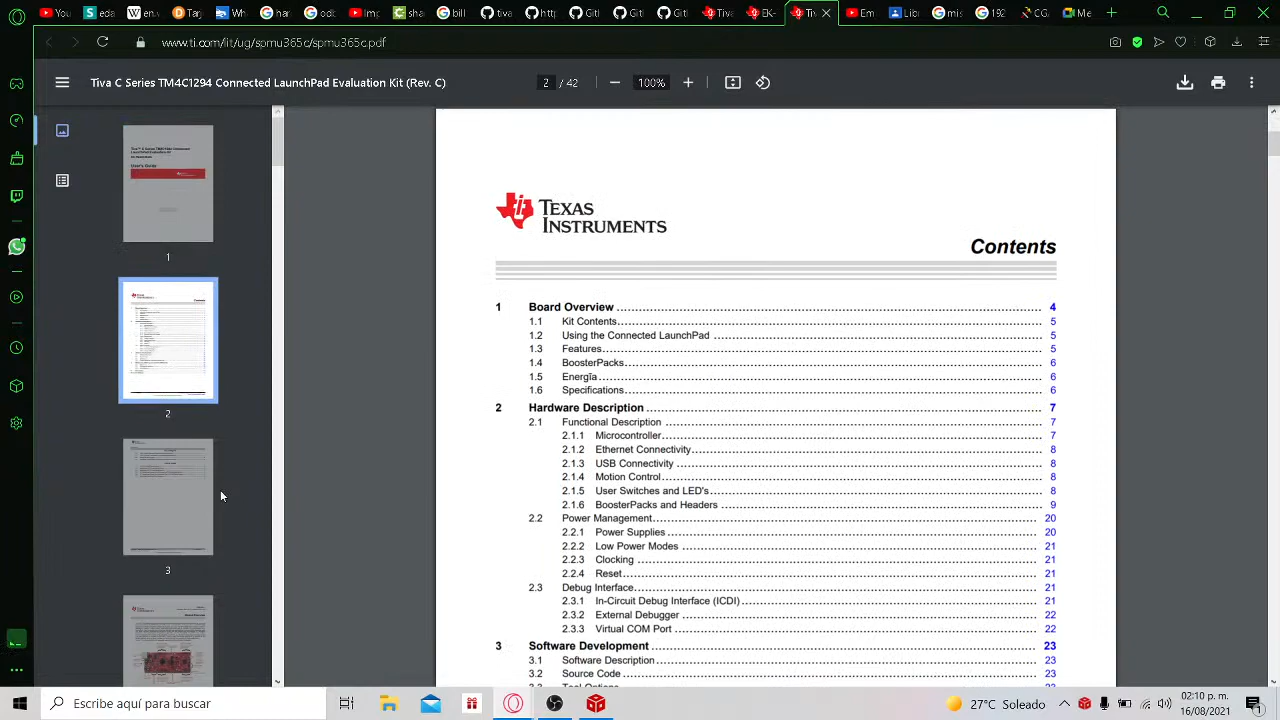 www.ti.com/lit/ug/spmu365c/spmu365c.pdf
Tiva C Series TM4C1294 Connected LaunchPad Evaluation Kit (Rev. C)
2 / 42
100%
User's Guide
1
2
3
TEXAS
INSTRUMENTS
Contents
1 Board Overview 4
1.1 Kit Contents 5
1.2 Using the Connected LaunchPad 5
1.3 Features 5
1.4 BoosterPacks 6
1.5 Energîa 6
1.6 Specifications 6
2 Hardware Description 7
2.1 Functional Description 7
2.1.1 Microcontroller 7
2.1.2 Ethernet Connectivity 8
2.1.3 USB Connectivity 8
2.1.4 Motion Control 8
2.1.5 User Switches and LED's 8
2.1.6 BoosterPacks and Headers 9
2.2 Power Management 20
2.2.1 Power Supplies 20
2.2.2 Low Power Modes 21
2.2.3 Clocking 21
2.2.4 Reset 21
2.3 Debug Interface 21
2.3.1 In-Circuit Debug Interface (ICDI) 21
2.3.2 External Debugger 22
2.3.3 Virtual COM Port 22
3 Software Development 23
3.1 Software Description 23
3.2 Source Code 23
3.3 Tool Options 23
Escribe aquí para buscar
27°C Soleado
02:10 p. m.
16/10/2021